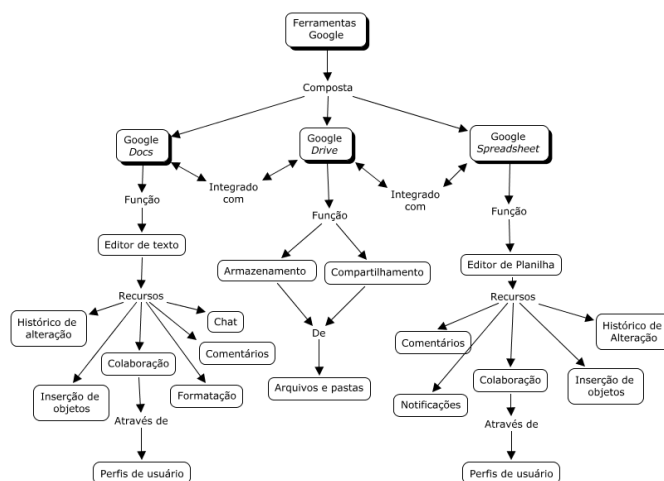 Ferramentas
Google
Composta
Google
Docs
Google
Drive
Google
Spreadsheet
Integrado
com
Integrado
com
Função
Função
Função
Editor de texto
Armazenamento
Compartilhamento
Editor de Planilha
Recursos
Recursos
Histórico de
alteração
Chat
Comentários
Colaboração
Inserção de
objetos
Formatação
De
Arquivos e pastas
Comentários
Histórico de
Alteração
Notificações
Colaboração
Inserção de
objetos
Através de
Através de
Perfis de usuário
Perfis de usuário